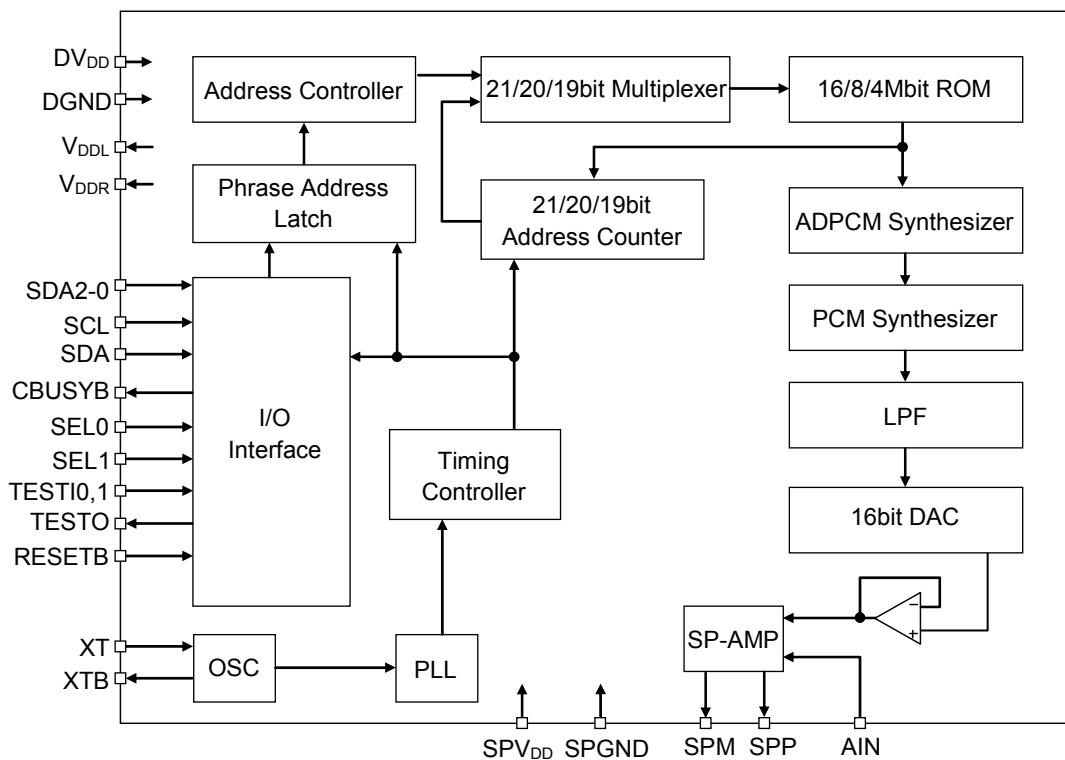 DVDD
DGND
VDDL
VDDR
SDA2-0
SCL
SDA
CBUSYB
SEL0
SEL1
TESTI0,1
TESTO
RESETB
XT
XTB
Address Controller
Phrase Address
Latch
I/O
Interface
OSC
PLL
Timing
Controller
21/20/19bit Multiplexer
21/20/19bit
Address Counter
16/8/4Mbit ROM
ADPCM Synthesizer
PCM Synthesizer
LPF
16bit DAC
−
+
SP-AMP
SPVDD
SPGND
SPM
SPP
AIN